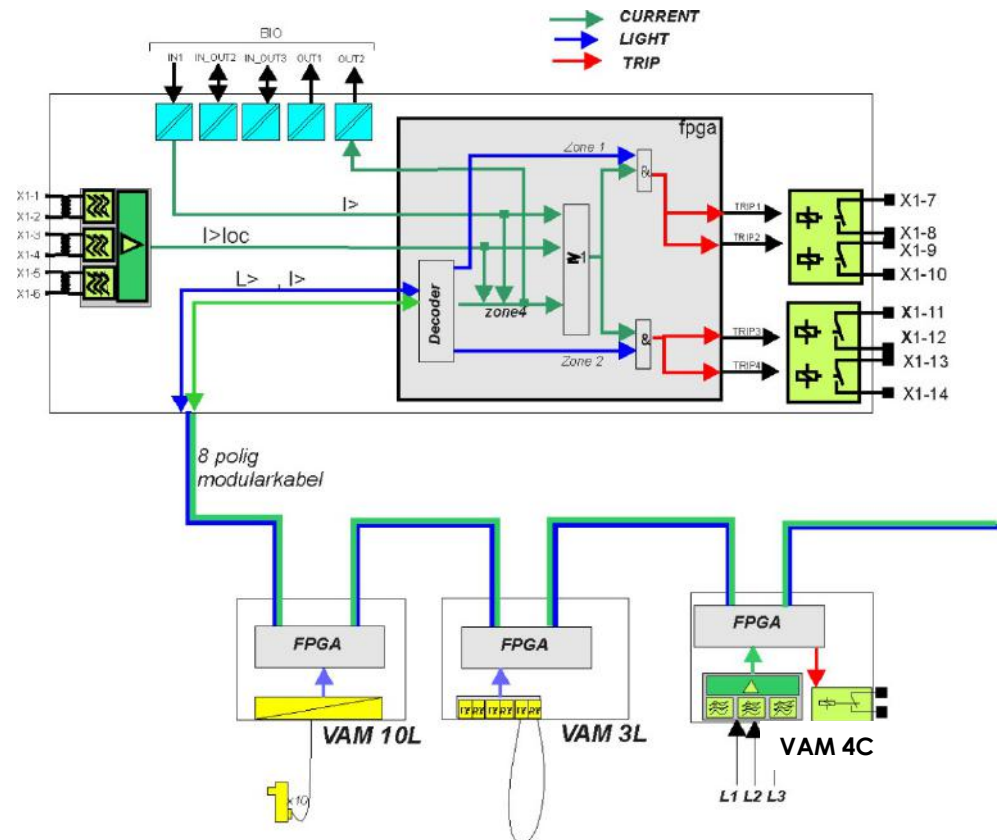 CURRENT
LIGHT
TRIP
BIO
IN1
IN_OUT2
IN_OUT3
OUT1
OUT2
fpga
Zone 1
&
X1-1
X1-2
X1-3
X1-4
X1-5
X1-6
I>
I>loc
L> , I>
Decoder
zone4
1
&
Zone 2
TRIP1
TRIP2
TRIP3
TRIP4
X1-7
X1-8
X1-9
X1-10
X1-11
X1-12
X1-13
X1-14
8 polig
modularkabel
FPGA
VAM 10L
x10
FPGA
VAM 3L
FPGA
VAM 4C
L1 L2 L3